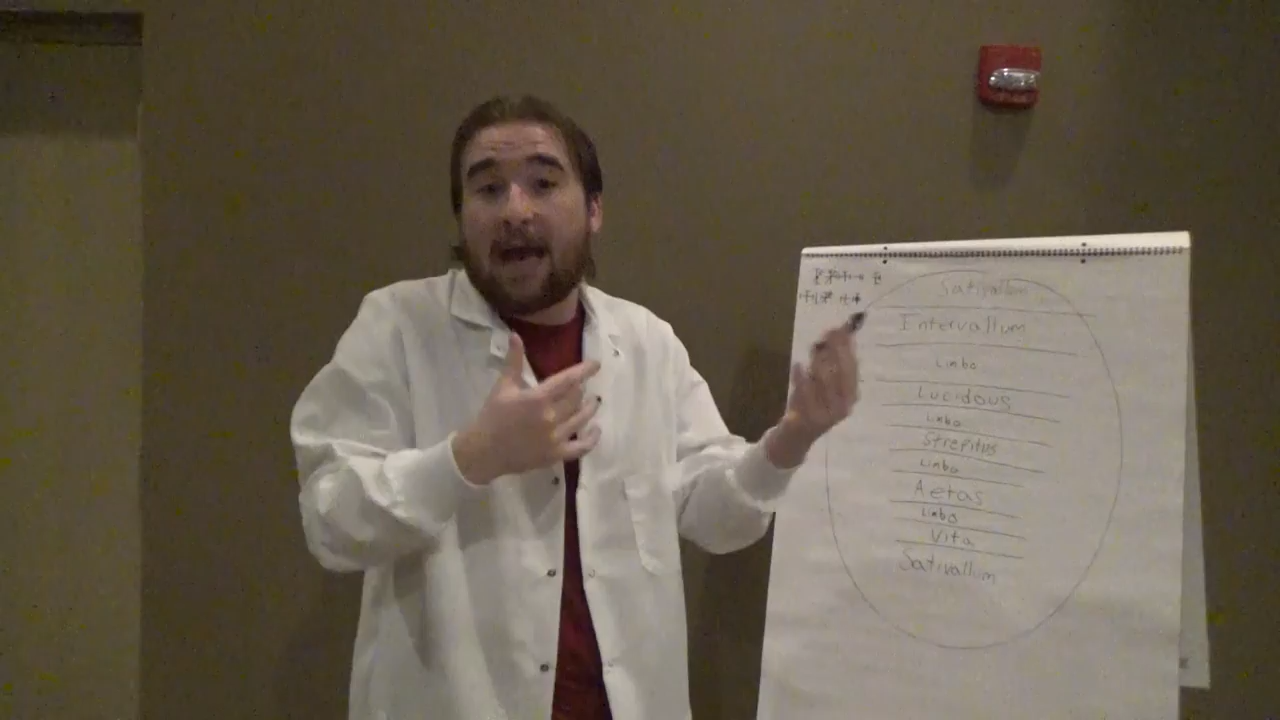 Sativallum
Intervallum
Limbo
Lucidous
Limbo
Strepitus
Limbo
Aetas
Limbo
Vita
Sativallum